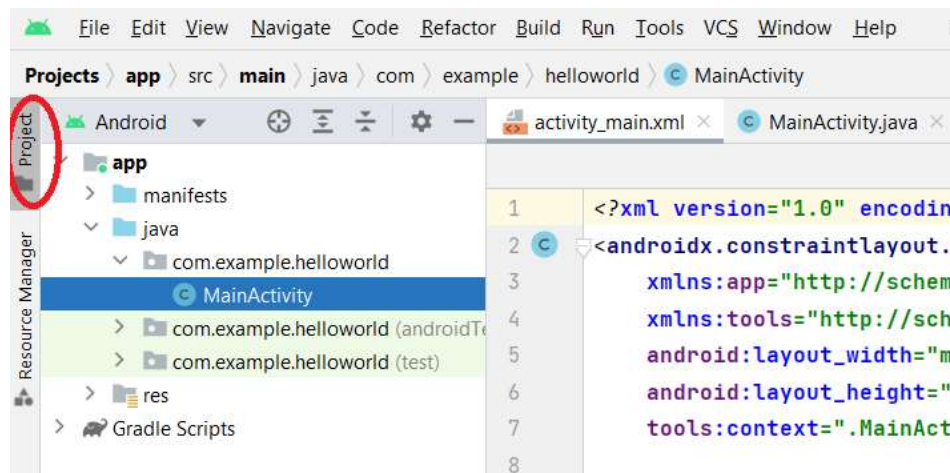 File Edit View Navigate Code Refactor Build Run Tools VCS Window Help
Projects app src main java com example helloworld C MainActivity
Project
Resource Manager
Android
app
manifests
java
com.example.helloworld
C MainActivity
com.example.helloworld (androidTe
com.example.helloworld (test)
res
Gradle Scripts
activity_main.xml C MainActivity.java
1 <?xml version="1.0" encodin
2 C <androidx.constraintlayout.
3 xmlns:app="http://schem
4 xmlns:tools="http://sch
5 android:layout_width="m
6 android:layout_height="
7 tools:context=".MainAct
8